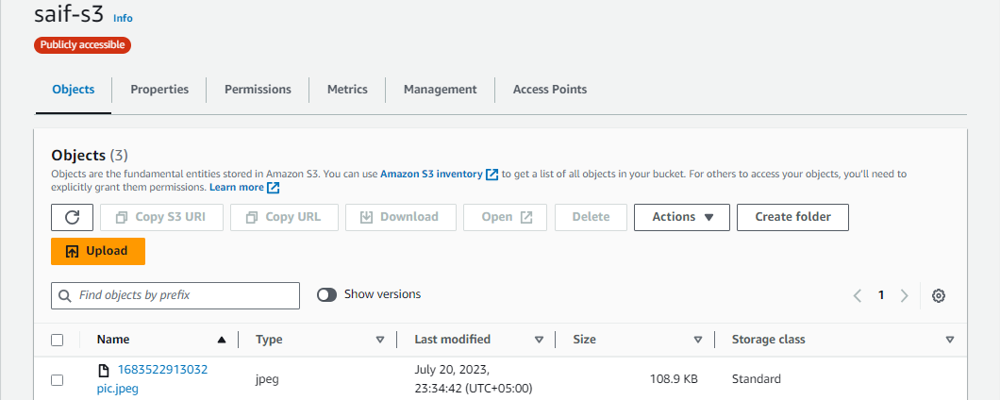 saif-s3 Info
Publicly accessible
Objects Properties Permissions Metrics Management Access Points
Objects (3)
Objects are the fundamental entities stored in Amazon S3. You can use Amazon S3 inventory to get a list of all objects in your bucket. For others to access your objects, you'll need to
explicitly grant them permissions. Learn more
Copy S3 URI Copy URL Download Open Delete Actions Create folder
Upload
Find objects by prefix Show versions 1
Name Type Last modified Size Storage class
1683522913032 July 20, 2023,
pic.jpeg jpeg 23:34:42 (UTC+05:00) 108.9 KB Standard